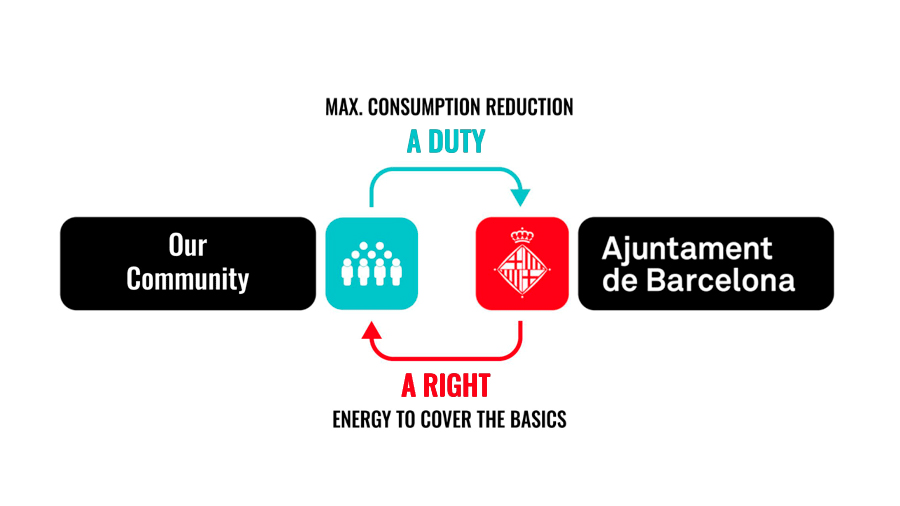 MAX. CONSUMPTION REDUCTION
A DUTY
Our
Community
Ajuntament
de Barcelona
A RIGHT
ENERGY TO COVER THE BASICS